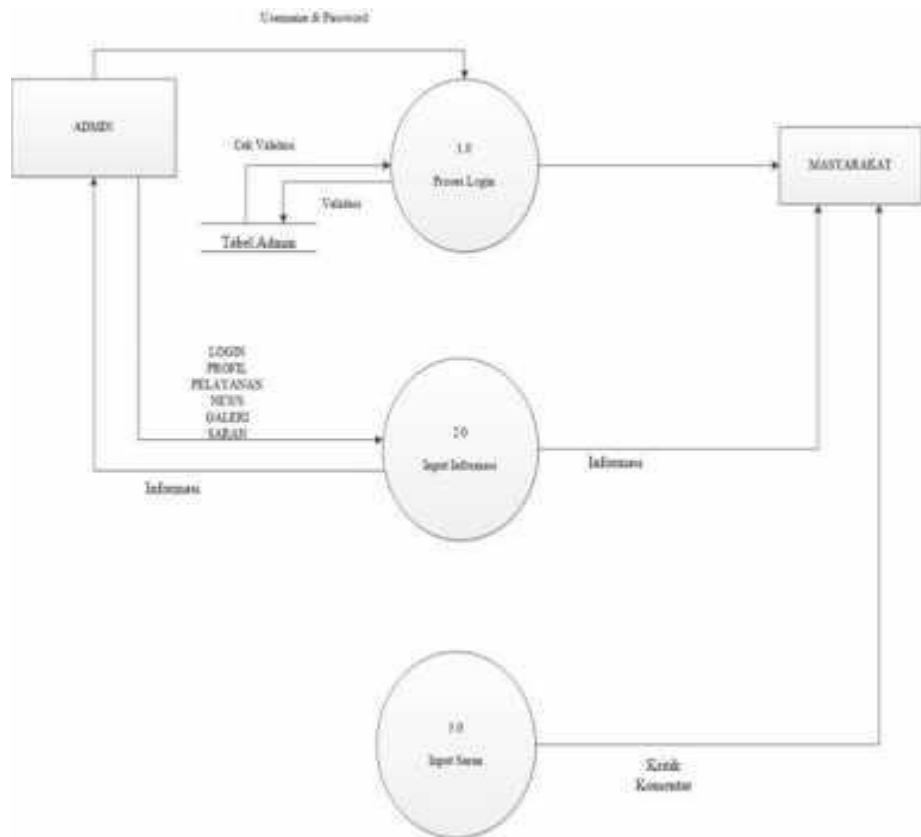 Username & Password
ADMIN
Cek Validasi
1.0
Proses Login
MASYARAKAT
Validasi
Tabel Admin
LOGIN
PROFIL
PELAYANAN
NEWS
GALERI
SARAN
2.0
Input Informasi
Informasi
Informasi
3.0
Input Saran
Kritik
Komentar